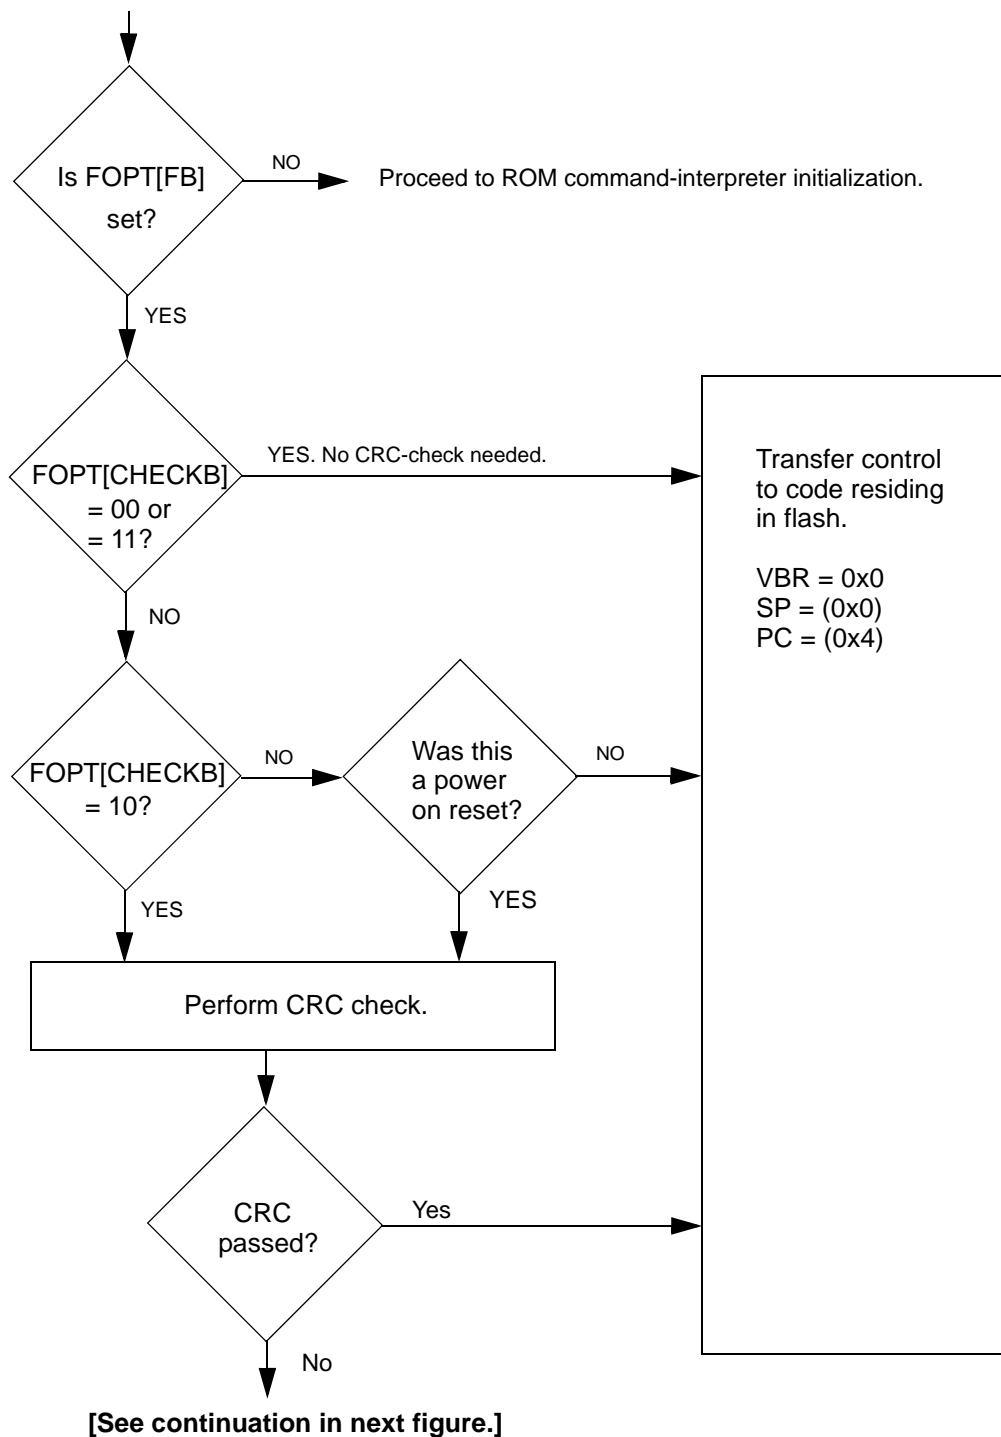 Is FOPT[FB]
set?
NO
Proceed to ROM command-interpreter initialization.
YES
FOPT[CHECKB]
= 00 or
= 11?
YES. No CRC-check needed.
Transfer control
to code residing
in flash.
VBR = 0x0
SP = (0x0)
PC = (0x4)
NO
FOPT[CHECKB]
= 10?
NO
Was this
a power
on reset?
NO
YES
YES
Perform CRC check.
CRC
passed?
Yes
No
[See continuation in next figure.]